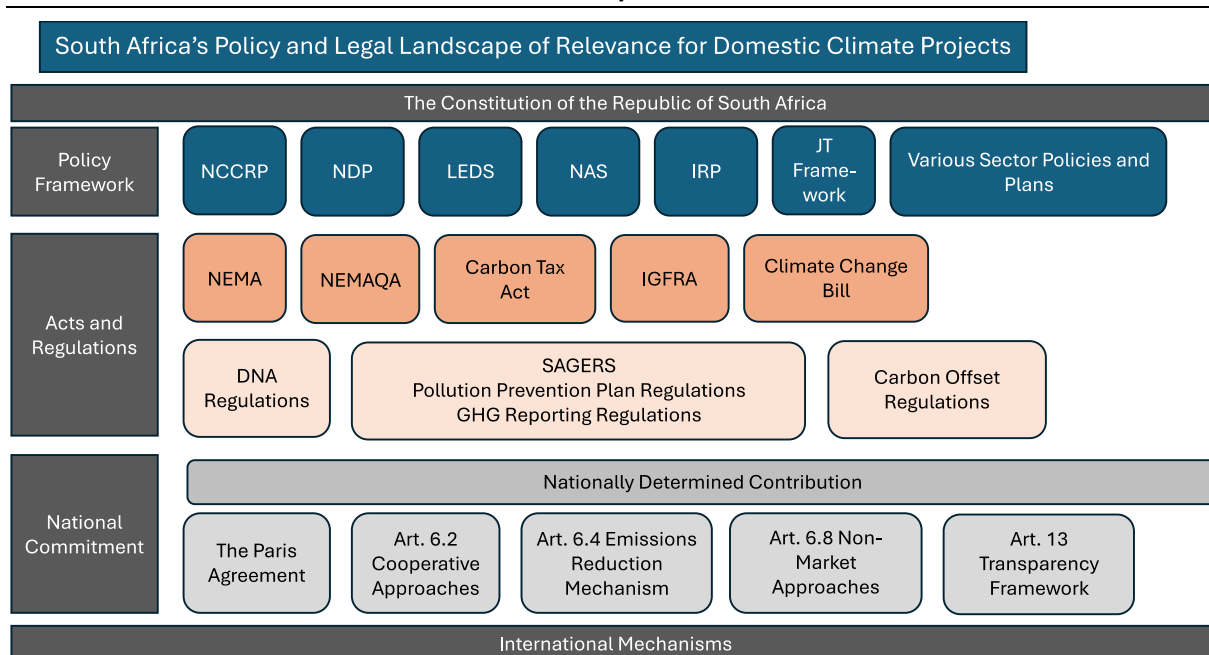 South Africa's Policy and Legal Landscape of Relevance for Domestic Climate Projects
The Constitution of the Republic of South Africa
Policy
Framework
NCCRP
NDP
LEDS
NAS
IRP
JT
Frame-
work
Various Sector Policies and
Plans
Acts and
Regulations
NEMA
NEMAQA
Carbon Tax
Act
IGFRA
Climate Change
Bill
DNA
Regulations
SAGERS
Pollution Prevention Plan Regulations
GHG Reporting Regulations
Carbon Offset
Regulations
National
Commitment
Nationally Determined Contribution
The Paris
Agreement
Art. 6.2
Cooperative
Approaches
Art. 6.4 Emissions
Reduction
Mechanism
Art. 6.8 Non-
Market
Approaches
Art. 13
Transparency
Framework
International Mechanisms